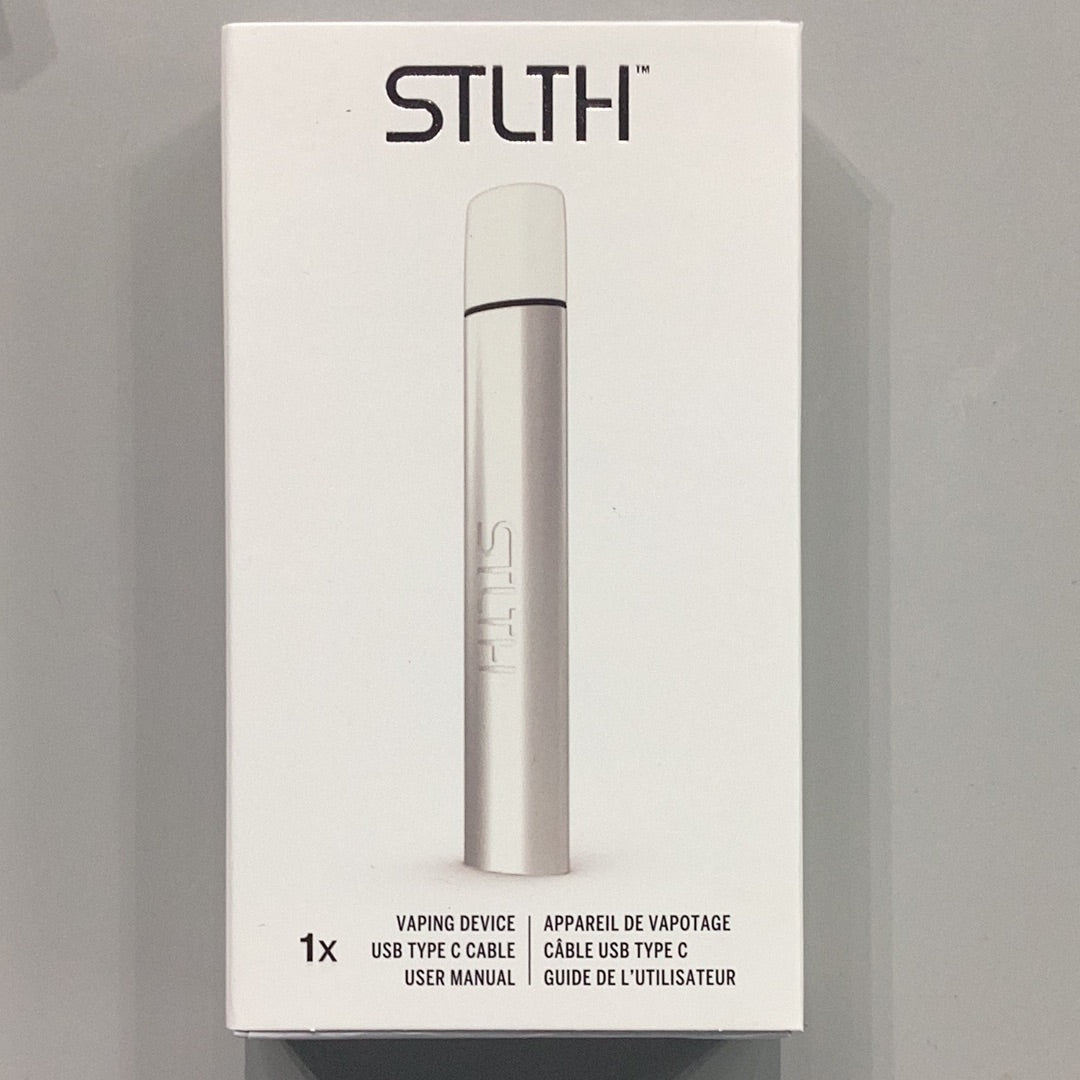 STLTH™
STLTH
1x
VAPING DEVICE
USB TYPE C CABLE
USER MANUAL
APPAREIL DE VAPOTAGE
CÂBLE USB TYPE C
GUIDE DE L'UTILISATEUR